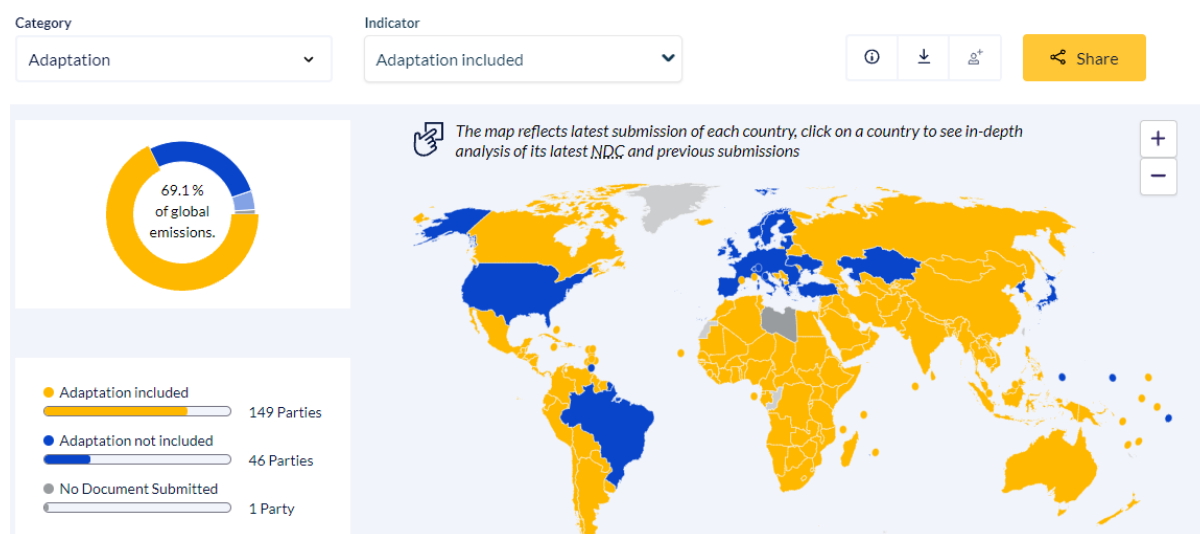 Category
Indicator
Adaptation
Adaptation included
Share
The map reflects latest submission of each country, click on a country to see in-depth
analysis of its latest NDC and previous submissions
+
−
69.1 %
of global
emissions.
Adaptation included
149 Parties
Adaptation not included
46 Parties
No Document Submitted
1 Party